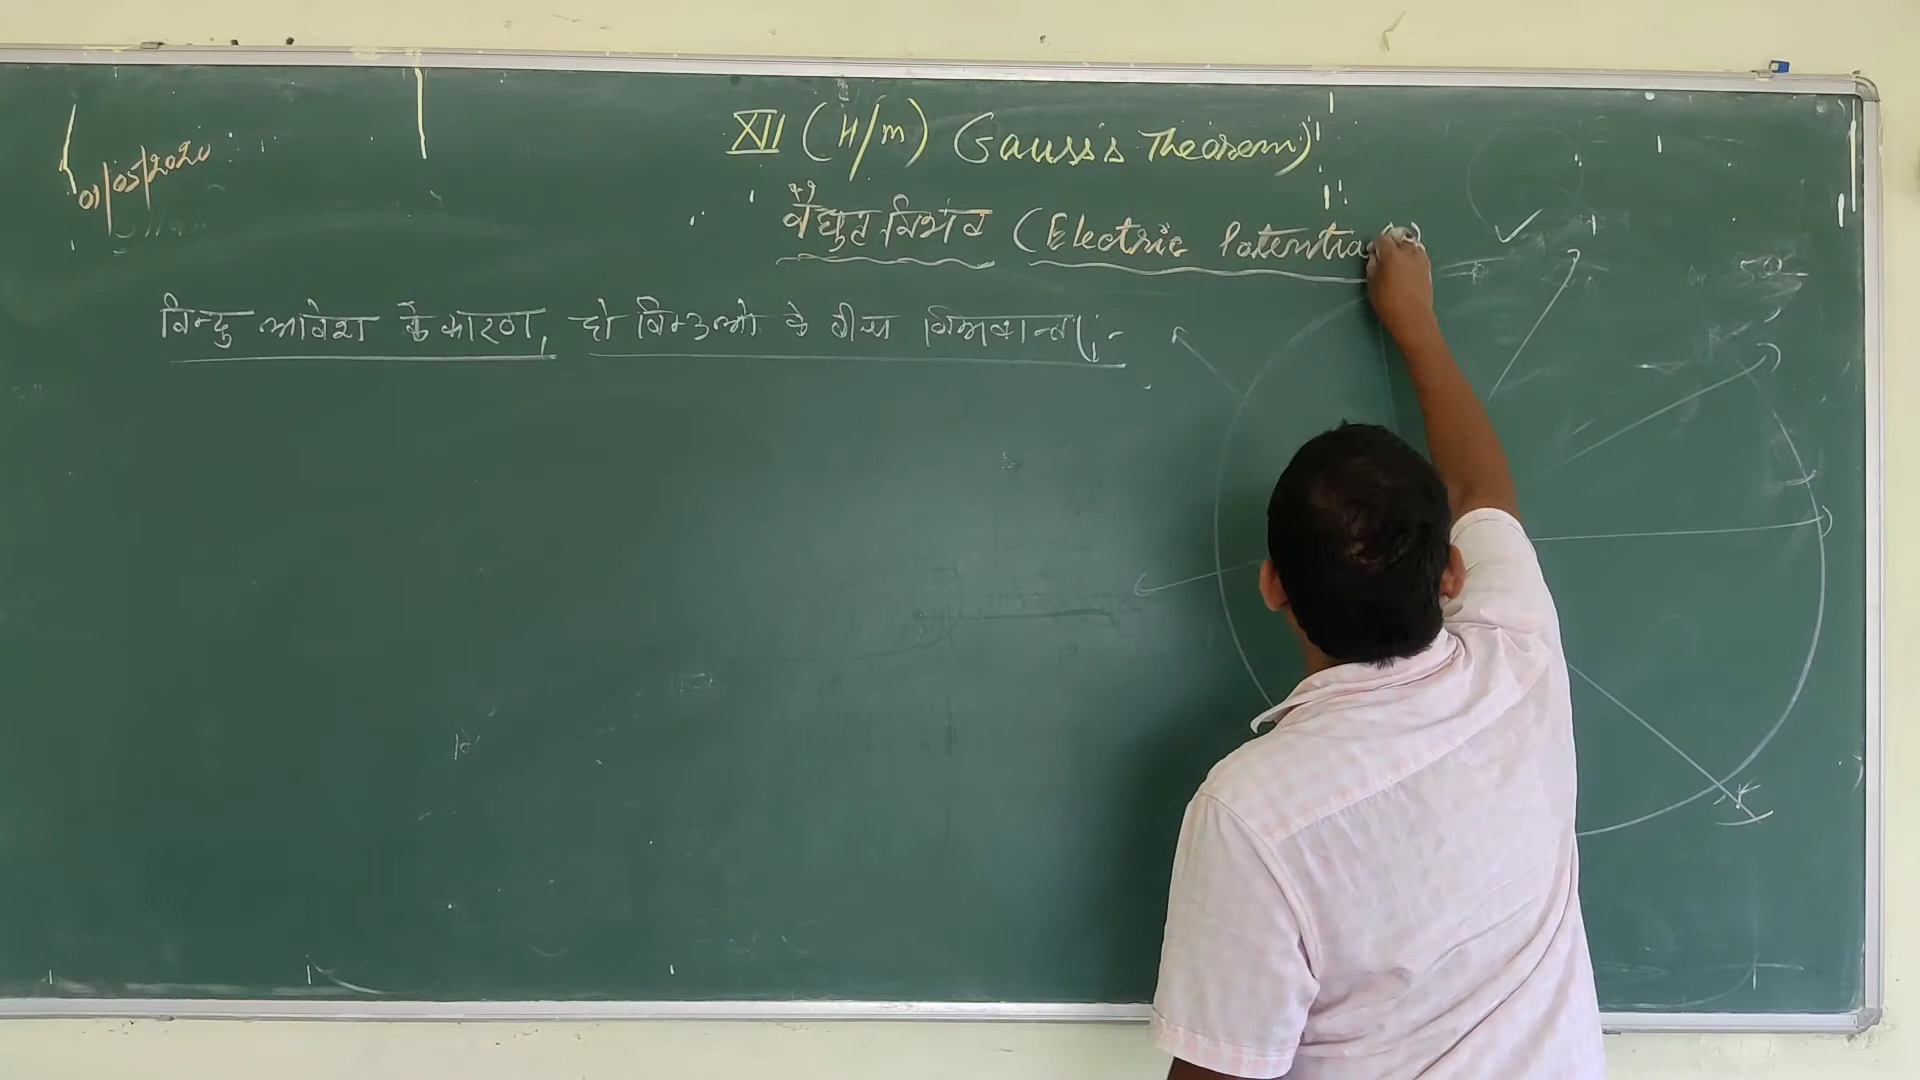 01/05/2020
XII (H/M) (Gauss's Theorem)
वैद्युत विभव (Electric Potential)
बिन्दु आवेश के कारण, दो बिन्दुओं के बीच विभवान्तर :-